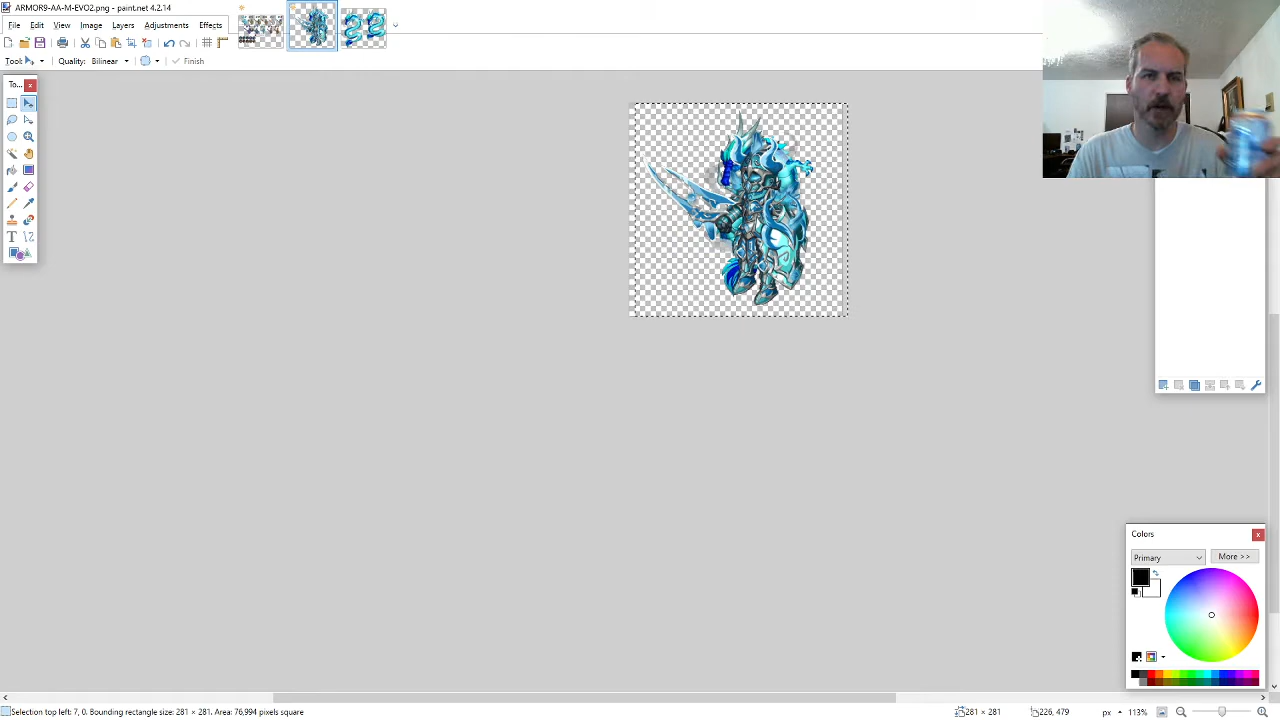 ARMOR9-AA-M-EVO2.png - paint.net 4.2.14
File Edit View Image Layers Adjustments Effects
Tool: Quality: Bilinear Finish
To...
T
Colors
Primary
More >>
Selection top left: 7, 0. Bounding rectangle size: 281 × 281. Area: 76,994 pixels square
281 × 281
226, 479
px
113%